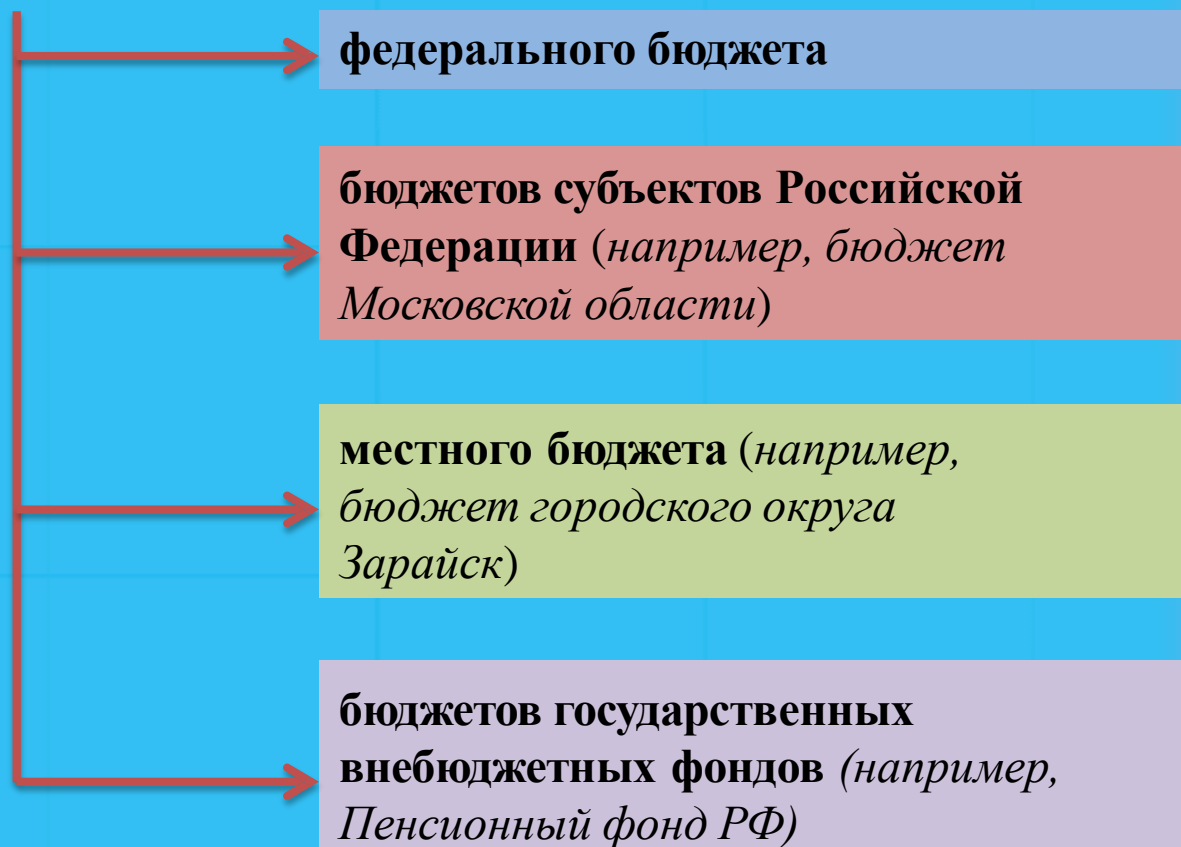 федерального бюджета
бюджетов субъектов Российской
Федерации (например, бюджет
Московской области)
местного бюджета (например,
бюджет городского округа
Зарайск)
бюджетов государственных
внебюджетных фондов (например,
Пенсионный фонд РФ)